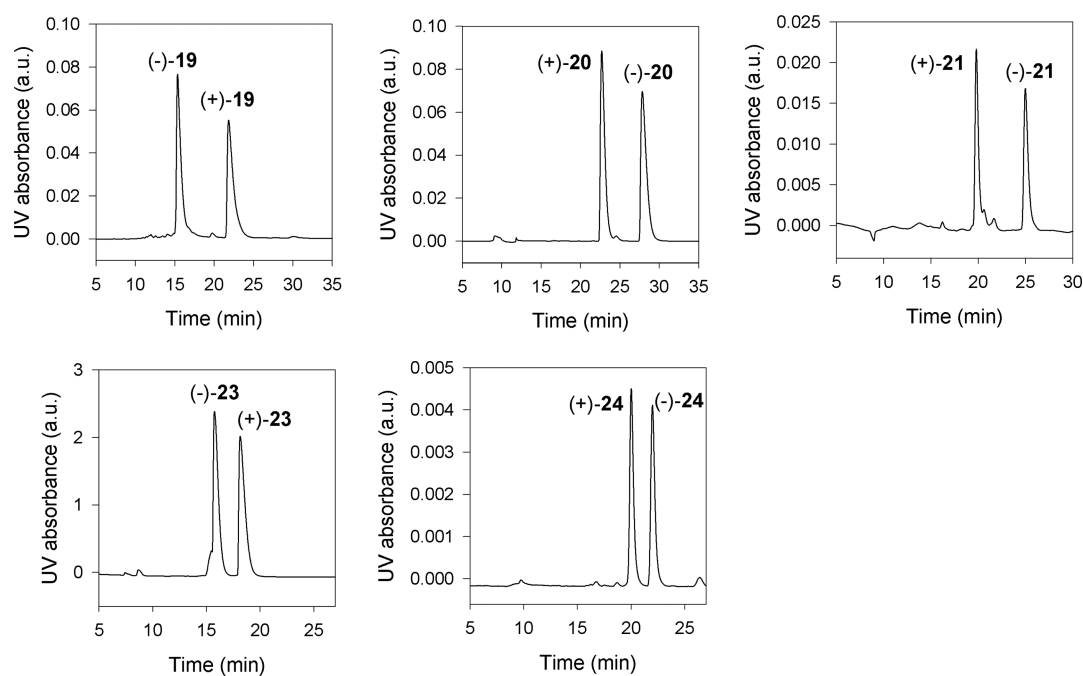 UV absorbance (a.u.)
0.10
0.08
0.06
0.04
0.02
0.00
(-)-19
(+)-19
5 10 15 20 25 30 35
Time (min)
UV absorbance (a.u.)
0.10
0.08
0.06
0.04
0.02
0.00
(+)-20
(-)-20
5 10 15 20 25 30 35
Time (min)
UV absorbance (a.u.)
0.025
0.020
0.015
0.010
0.005
0.000
(+)-21
(-)-21
5 10 15 20 25 30
Time (min)
UV absorbance (a.u.)
3
2
1
0
(-)-23
(+)-23
5 10 15 20 25
Time (min)
UV absorbance (a.u.)
0.005
0.004
0.003
0.002
0.001
0.000
(+)-24
(-)-24
5 10 15 20 25
Time (min)